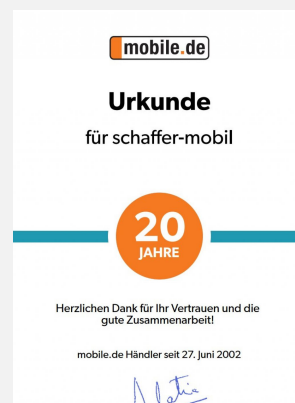 mobile.de
Urkunde
für schaffer-mobil
20
JAHRE
Herzlichen Dank für Ihr Vertrauen und die
gute Zusammenarbeit!
mobile.de Händler seit 27. Juni 2002